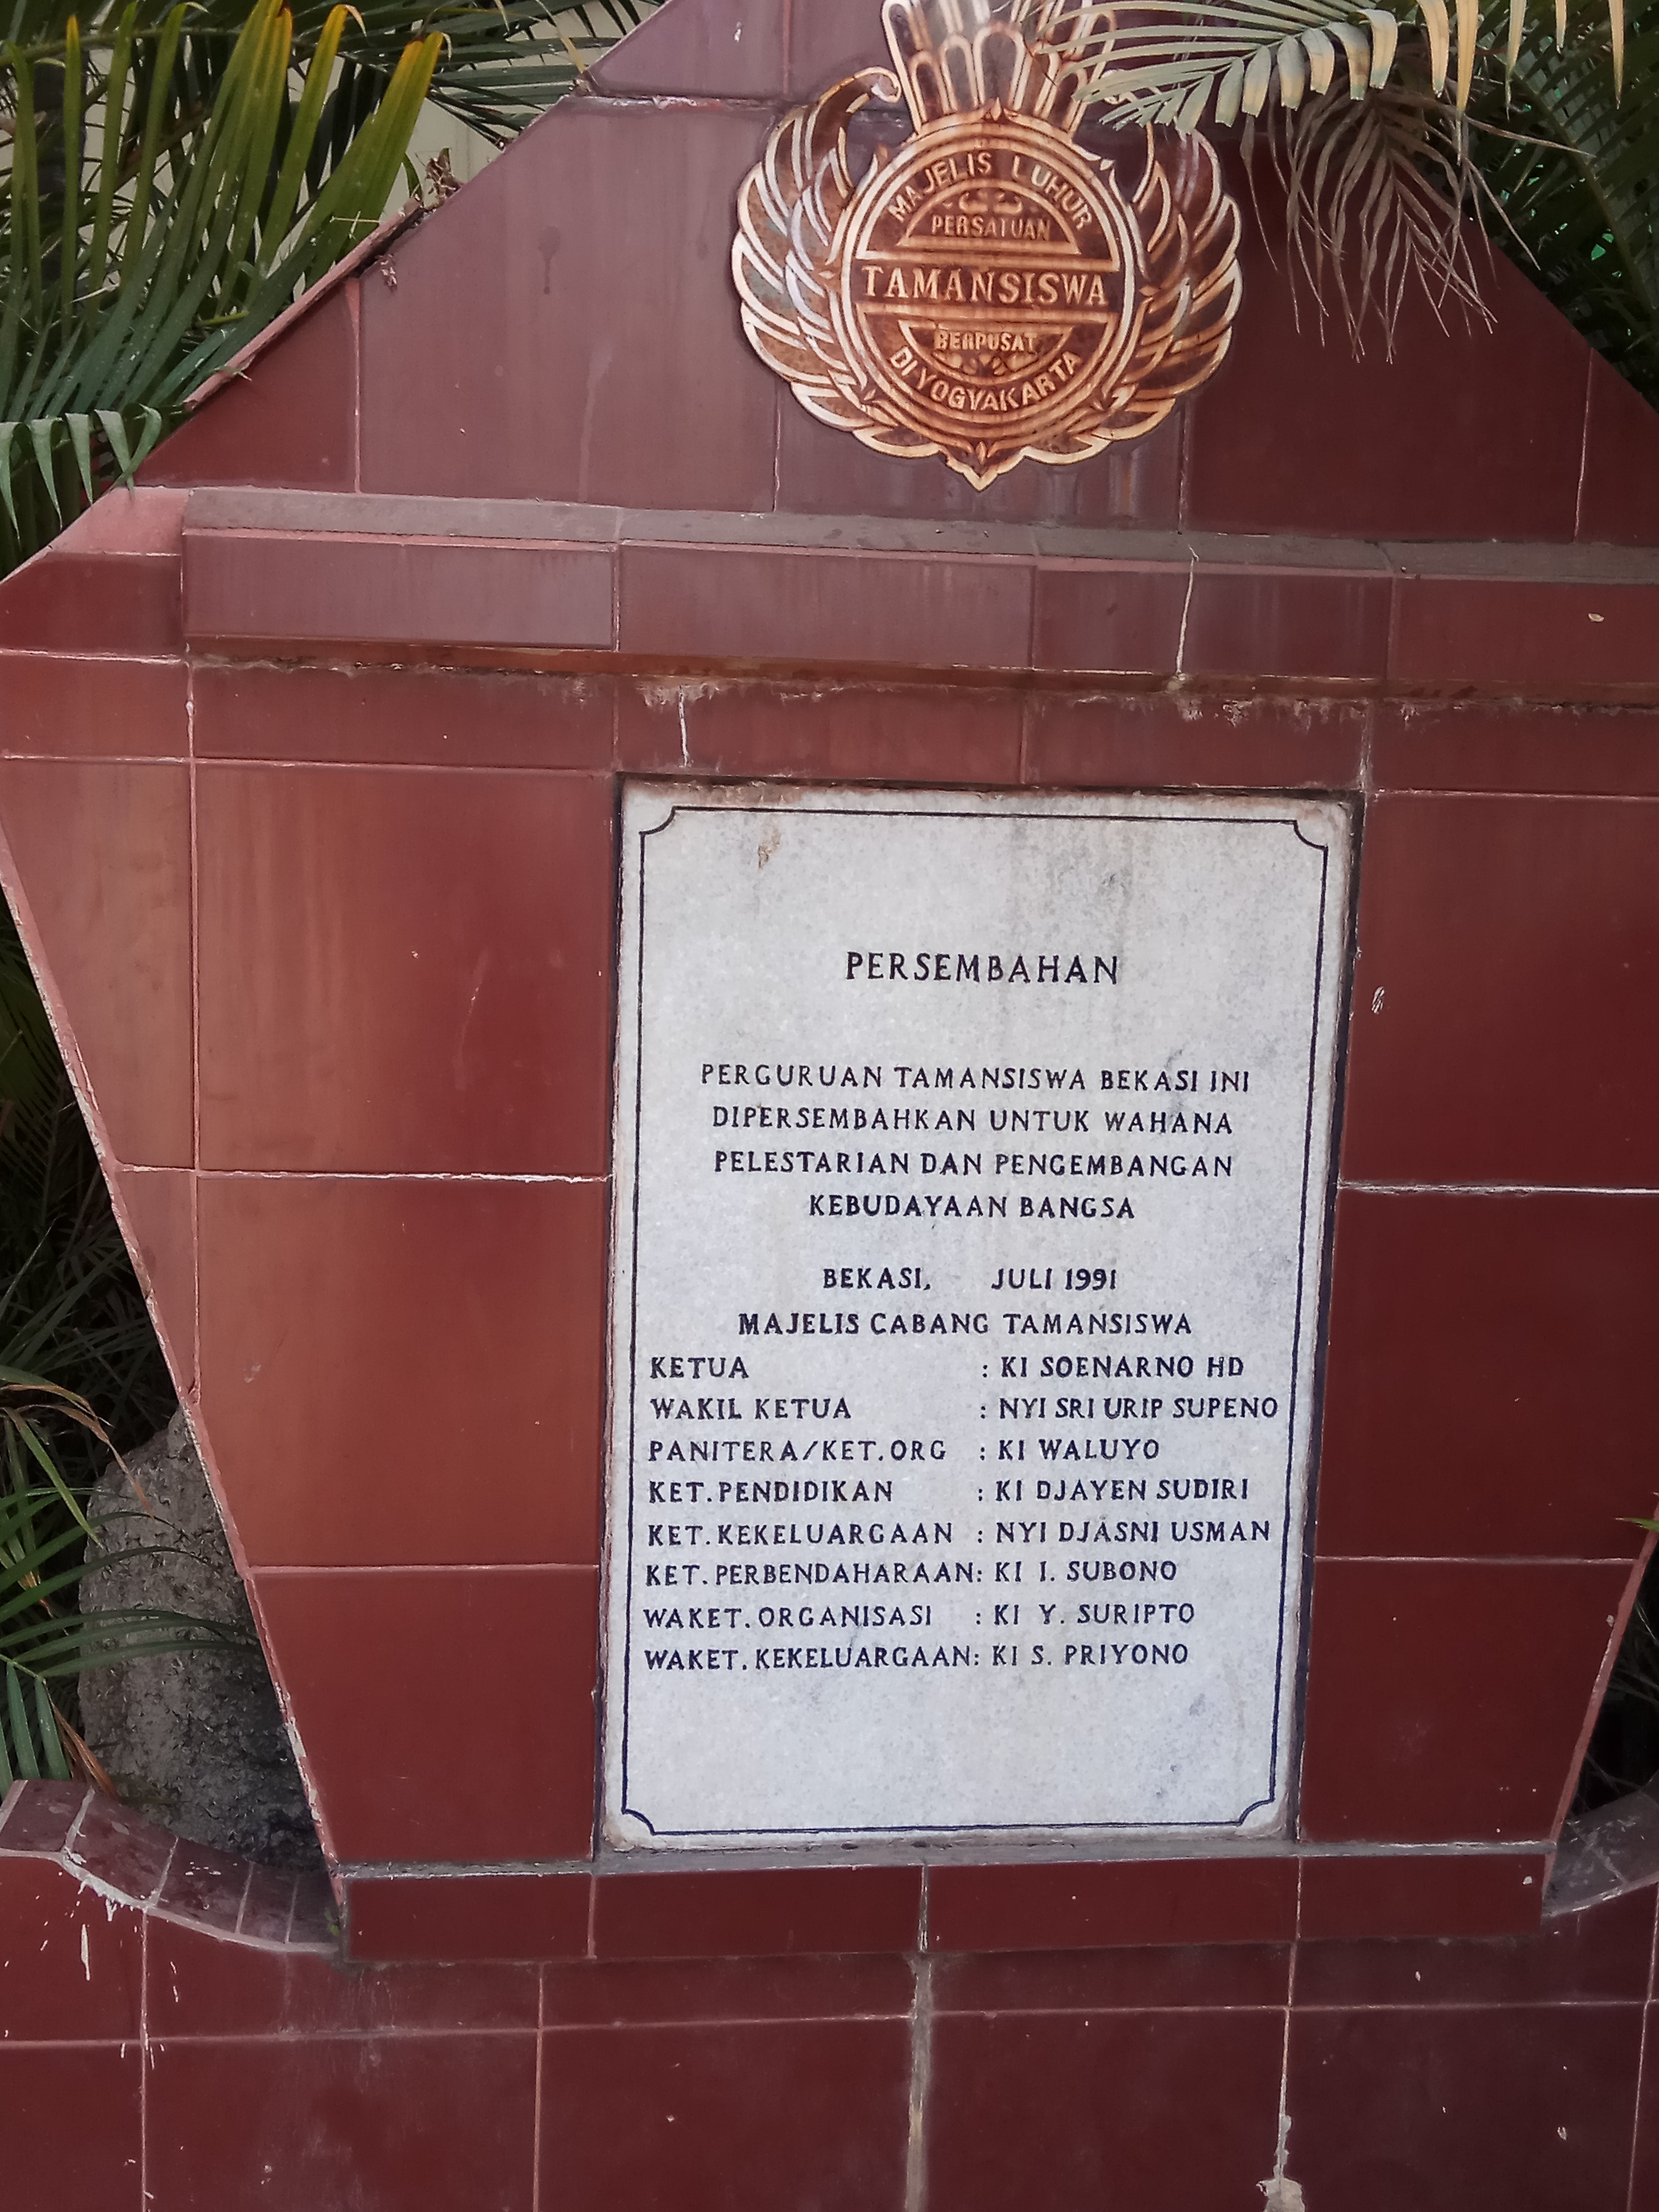 MAJELIS LUHUR
PERSATUAN
TAMANSISWA
BERPUSAT
DI YOGYAKARTA
PERSEMBAHAN
PERGURUAN TAMANSISWA BEKASI INI
DIPERSEMBAHKAN UNTUK WAHANA
PELESTARIAN DAN PENGEMBANGAN
KEBUDAYAAN BANGSA
BEKASI, JULI 1991
MAJELIS CABANG TAMANSISWA
KETUA : KI SOENARNO HD
WAKIL KETUA : NYI SRI URIP SUPENO
PANITERA/KET.ORG : KI WALUYO
KET.PENDIDIKAN : KI DJAYEN SUDIRI
KET.KEKELUARGAAN : NYI DJASNI USMAN
KET.PERBENDAHARAAN: KI I. SUBONO
WAKET.ORGANISASI : KI Y. SURIPTO
WAKET.KEKELUARGAAN: KI S. PRIYONO